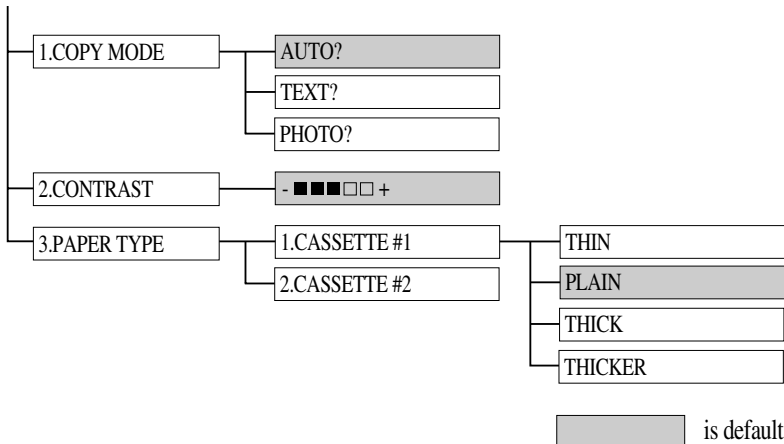 1.COPY MODE
AUTO?
TEXT?
PHOTO?
2.CONTRAST
- ■■■□□ +
3.PAPER TYPE
1.CASSETTE #1
2.CASSETTE #2
THIN
PLAIN
THICK
THICKER
is default